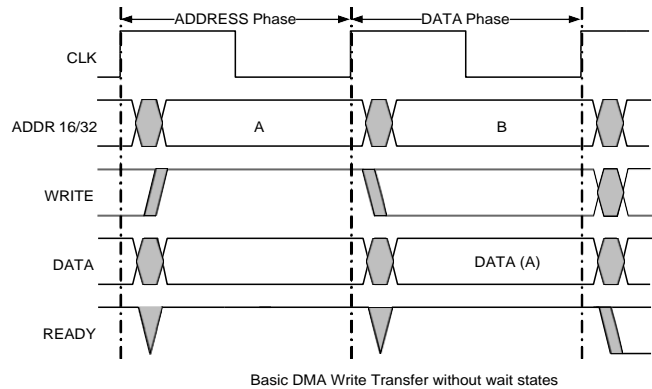 ADDRESS Phase DATA Phase
CLK
ADDR 16/32 A B
WRITE
DATA DATA (A)
READY
Basic DMA Write Transfer without wait states